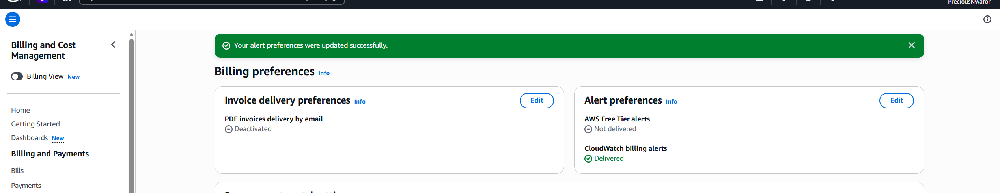 PreciousNwafor
Billing and Cost
Management
Billing View New
Home
Getting Started
Dashboards New
Billing and Payments
Bills
Payments
Your alert preferences were updated successfully.
Billing preferences Info
Invoice delivery preferences Info
Edit
PDF invoices delivery by email
Deactivated
Alert preferences Info
Edit
AWS Free Tier alerts
Not delivered
CloudWatch billing alerts
Delivered